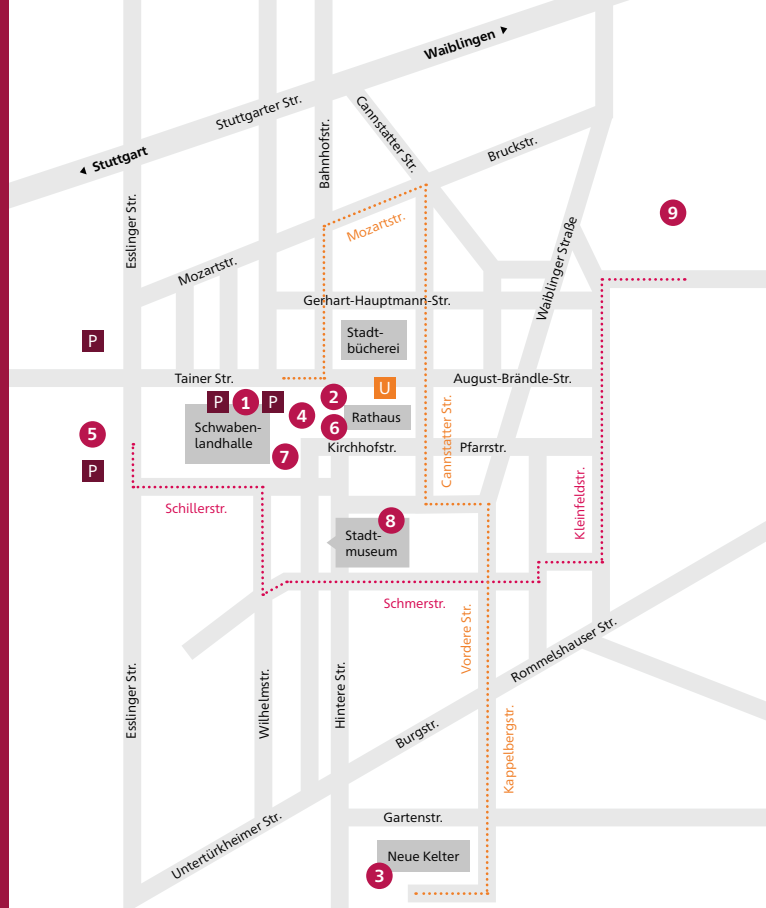 Waiblingen
Stuttgarter Str.
Cannstatter Str.
Bahnhofstr.
Bruckstr.
Stuttgart
Esslinger Str.
Mozartstr.
9
Mozartstr.
Waiblinger Straße
Gerhart-Hauptmann-Str.
Stadt-
bücherei
P
Tainer Str.
August-Brändle-Str.
U
P
1
P
2
4
Rathaus
6
Schwaben-
landhalle
5
Kirchhofstr.
Pfarrstr.
Cannstatter Str.
7
P
Schillerstr.
Kleinfeldstr.
8
Stadt-
museum
Schmerstr.
Vordere Str.
Rommelshauser Str.
Esslinger Str.
Wilhelmstr.
Hintere Str.
Burgstr.
Kappelbergstr.
Gartenstr.
Untertürkheimer Str.
Neue Kelter
3